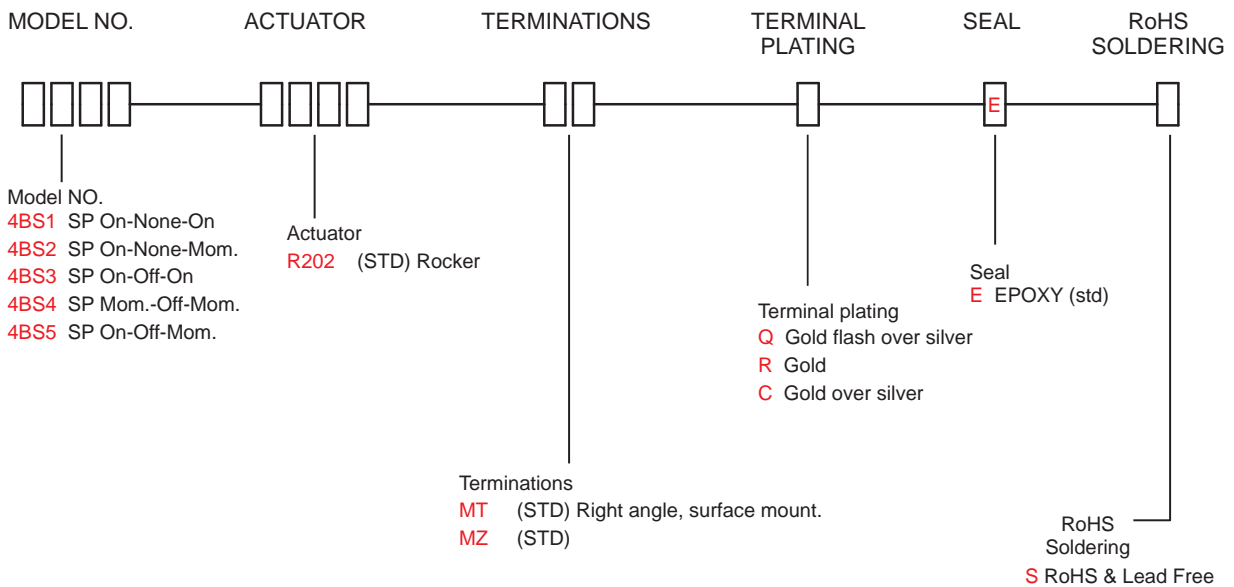 MODEL NO.
ACTUATOR
TERMINATIONS
TERMINAL
PLATING
SEAL
RoHS
SOLDERING
E
Model NO.
4BS1 SP On-None-On
4BS2 SP On-None-Mom.
4BS3 SP On-Off-On
4BS4 SP Mom.-Off-Mom.
4BS5 SP On-Off-Mom.
Actuator
R202 (STD) Rocker
Terminations
MT (STD) Right angle, surface mount.
MZ (STD)
Terminal plating
Q Gold flash over silver
R Gold
C Gold over silver
Seal
E EPOXY (std)
RoHS
Soldering
S RoHS & Lead Free